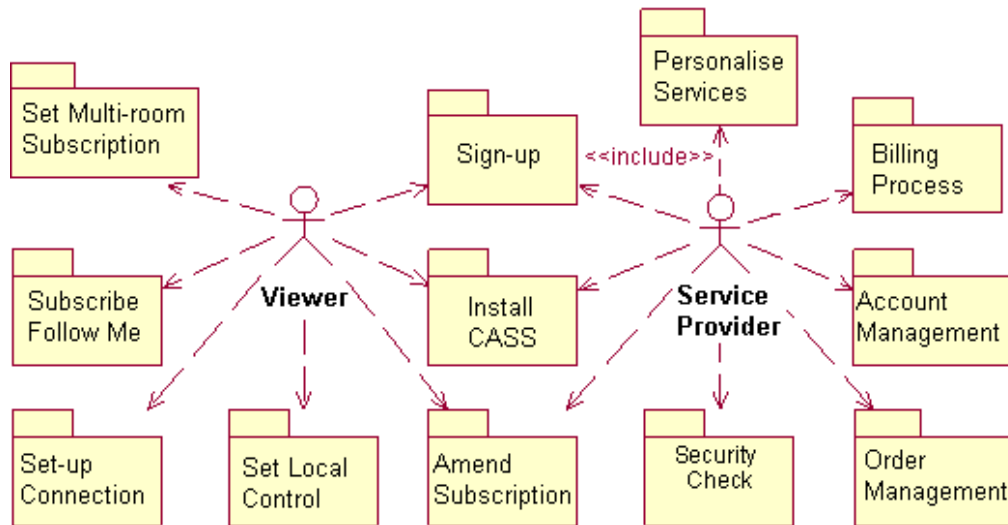 Personalise
Services
Set Multi-room
Subscription
Sign-up
<<include>>
Billing
Process
Subscribe
Follow Me
Viewer
Install
CASS
Service
Provider
Account
Management
Set-up
Connection
Set Local
Control
Amend
Subscription
Security
Check
Order
Management